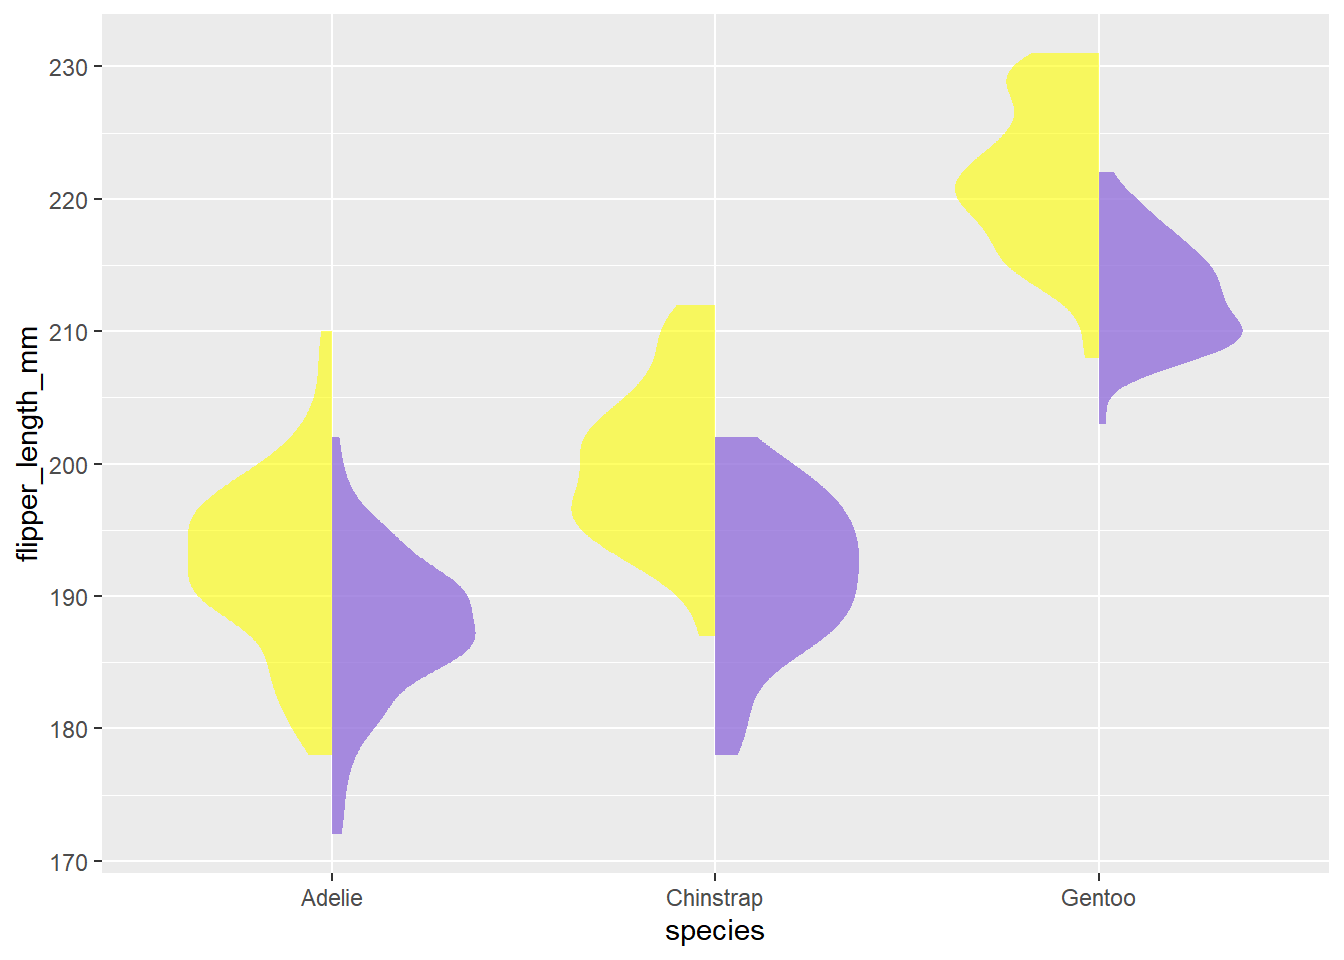 flipper_length_mm
230
220
210
200
190
180
170
Adelie
Chinstrap
Gentoo
species